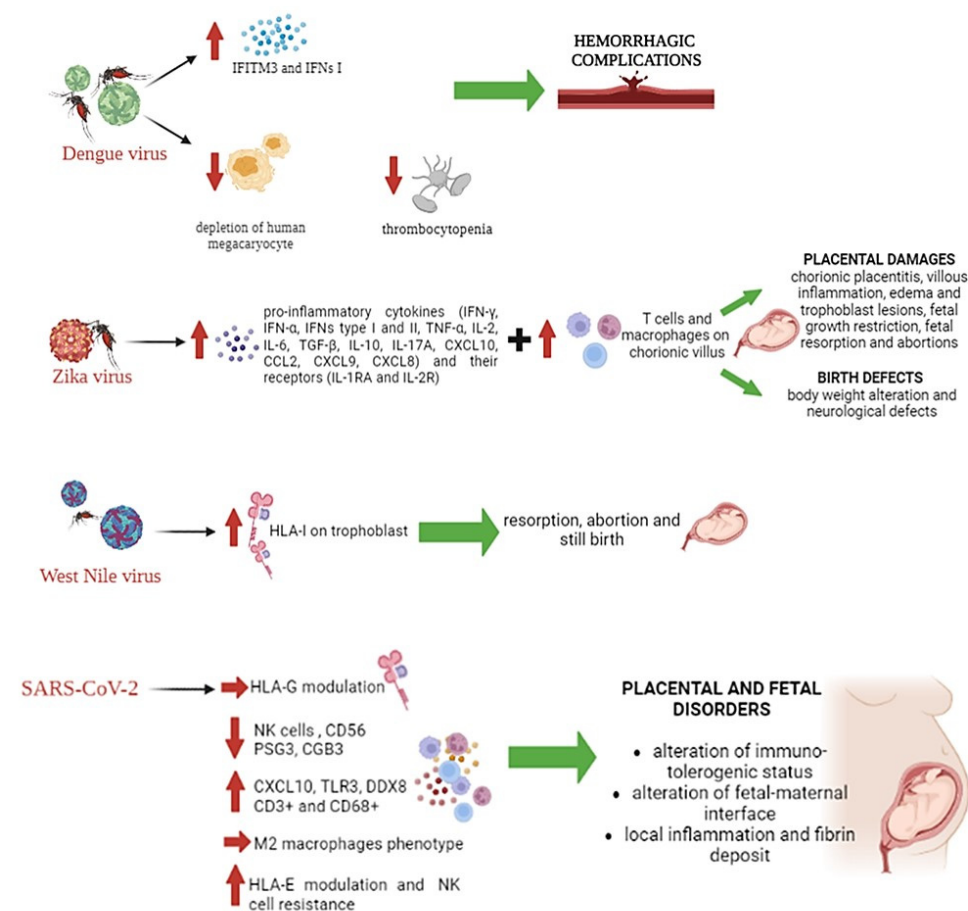 IFITM3 and IFNs I
HEMORRHAGIC
COMPLICATIONS
Dengue virus
depletion of human
megacaryocyte
thrombocytopenia
Zika virus
pro-inflammatory cytokines (IFN-γ,
IFN-α, IFNs type I and II, TNF-α, IL-2,
IL-6, TGF-β, IL-10, IL-17A, CXCL10,
CCL2, CXCL9, CXCL8) and their
receptors (IL-1RA and IL-2R)
T cells and
macrophages on
chorionic villus
PLACENTAL DAMAGES
chorionic placentitis, villous
inflammation, edema and
trophoblast lesions, fetal
growth restriction, fetal
resorption and abortions
BIRTH DEFECTS
body weight alteration and
neurological defects
West Nile virus
HLA-I on trophoblast
resorption, abortion and
still birth
SARS-CoV-2
HLA-G modulation
NK cells , CD56
PSG3, CGB3
CXCL10, TLR3, DDX8
CD3+ and CD68+
M2 macrophages phenotype
HLA-E modulation and NK
cell resistance
PLACENTAL AND FETAL
DISORDERS
• alteration of immuno-
tolerogenic status
• alteration of fetal-maternal
interface
• local inflammation and fibrin
deposit